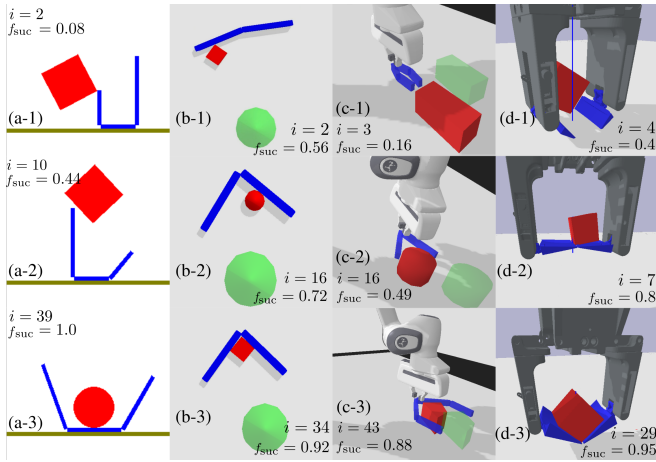 i = 2
f_suc = 0.08
(a-1)
(b-1)
i = 2
f_suc = 0.56
(c-1)
i = 3
f_suc = 0.16
(d-1)
i = 4
f_suc = 0.4
i = 10
f_suc = 0.44
(a-2)
(b-2)
i = 16
f_suc = 0.72
(c-2)
i = 16
f_suc = 0.49
(d-2)
i = 7
f_suc = 0.8
i = 39
f_suc = 1.0
(a-3)
(b-3)
i = 34
f_suc = 0.92
(c-3)
i = 43
f_suc = 0.88
(d-3)
i = 29
f_suc = 0.95